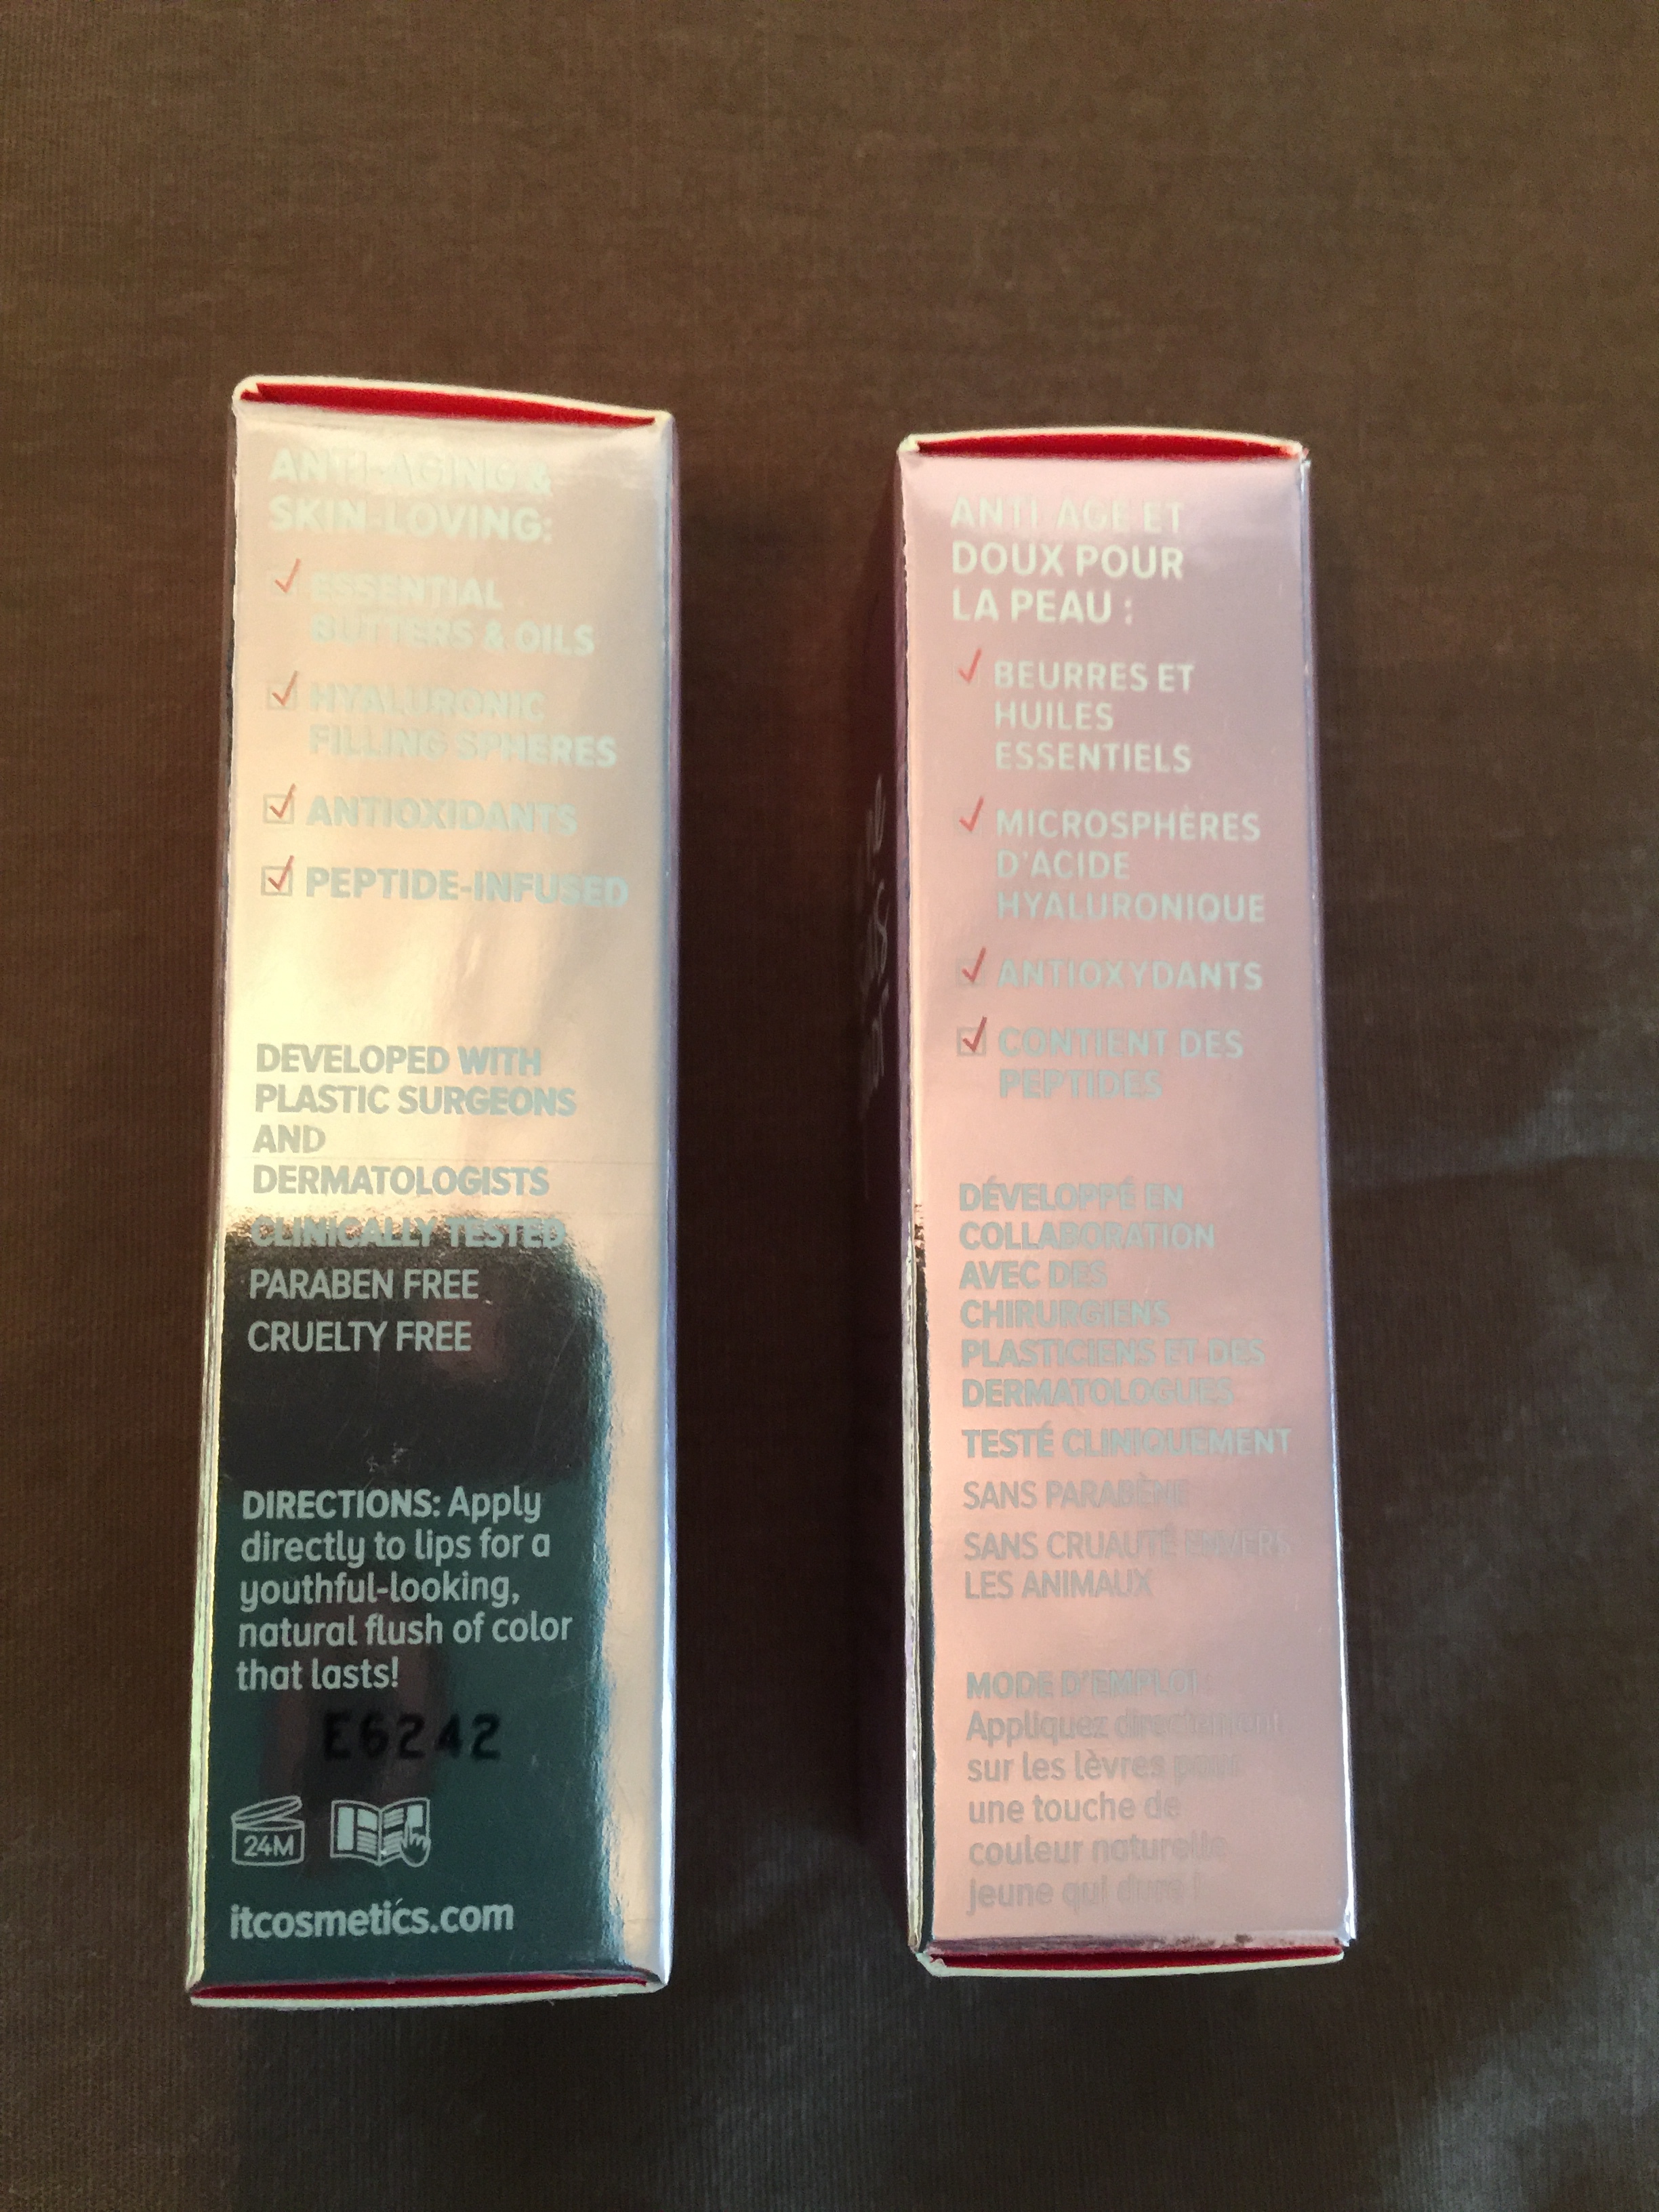 ANTI-AGING &
SKIN-LOVING:
ESSENTIAL
BUTTERS & OILS
HYALURONIC
FILLING SPHERES
ANTIOXIDANTS
PEPTIDE-INFUSED
DEVELOPED WITH
PLASTIC SURGEONS
AND
DERMATOLOGISTS
CLINICALLY TESTED
PARABEN FREE
CRUELTY FREE
DIRECTIONS: Apply
directly to lips for a
youthful-looking,
natural flush of color
that lasts!
E6242
24M
itcosmetics.com
ANTI-ÂGE ET
DOUX POUR
LA PEAU :
BEURRES ET
HUILES
ESSENTIELS
MICROSPHÈRES
D'ACIDE
HYALURONIQUE
ANTIOXYDANTS
CONTIENT DES
PEPTIDES
DÉVELOPPÉ EN
COLLABORATION
AVEC DES
CHIRURGIENS
PLASTICIENS ET DES
DERMATOLOGUES
TESTÉ CLINIQUEMENT
SANS PARABÈNE
SANS CRUAUTÉ ENVERS
LES ANIMAUX
MODE D'EMPLOI :
Appliquez directement
sur les lèvres pour
une touche de
couleur naturelle
jeune qui dure !